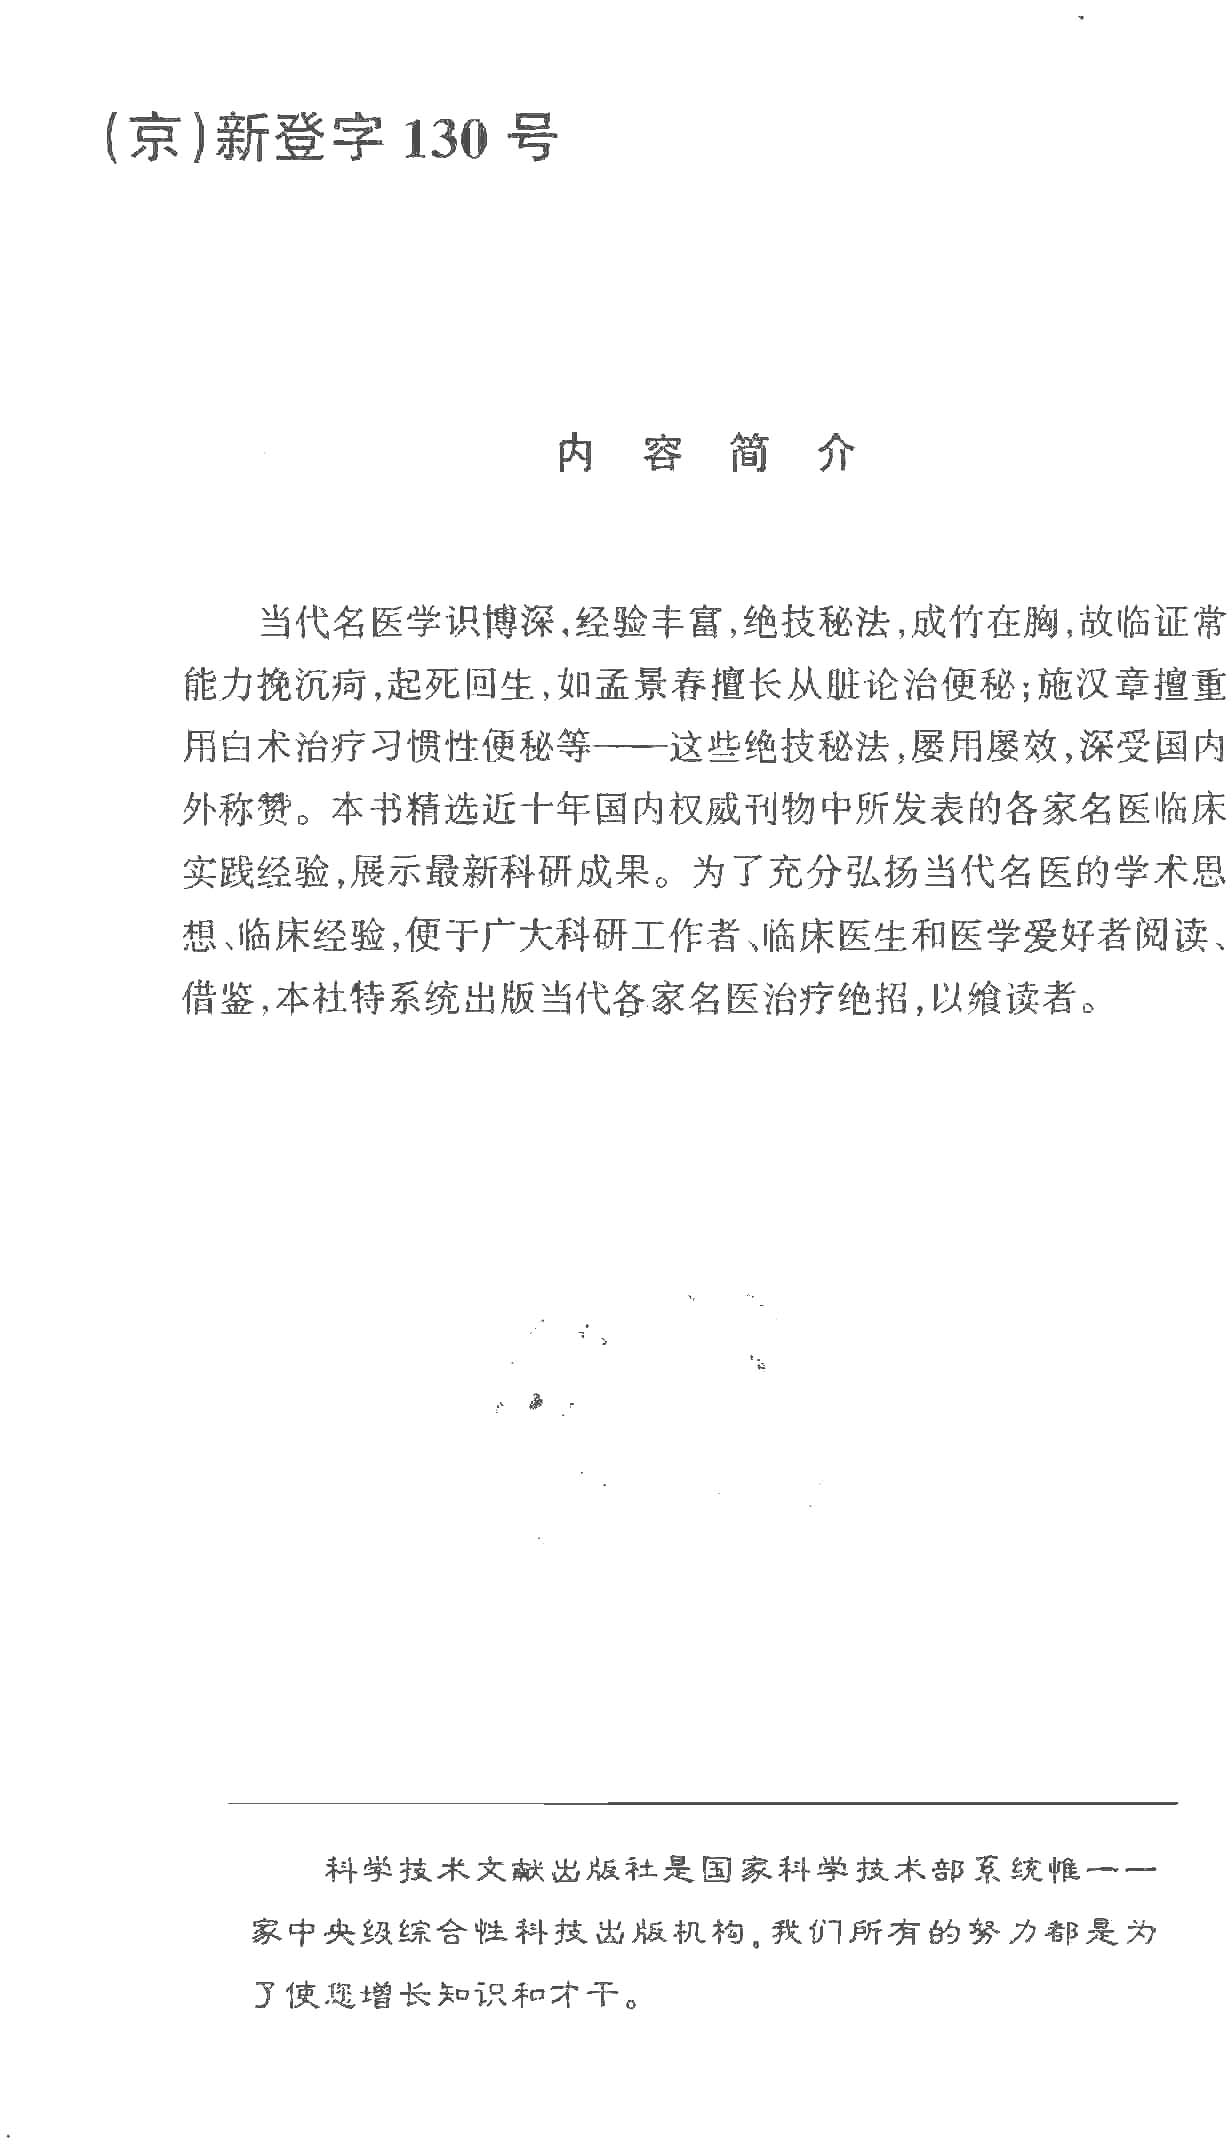 (京)新登字 130 号
内 容 简 介
当代名医学识博深,经验丰富,绝技秘法,成竹在胸,故临证常
能力挽沉疴,起死回生,如孟景春擅长从脏论治便秘;施汉章擅重
用白术治疗习惯性便秘等——这些绝技秘法,屡用屡效,深受国内
外称赞。本书精选近十年国内权威刊物中所发表的各家名医临床
实践经验,展示最新科研成果。为了充分弘扬当代名医的学术思
想、临床经验,便于广大科研工作者、临床医生和医学爱好者阅读、
借鉴,本社特系统出版当代各家名医治疗绝招,以飨读者。
科学技术文献出版社是国家科学技术部系统惟一一
家中央级综合性科技出版机构。我们所有的努力都是为
了使您增长知识和才干。